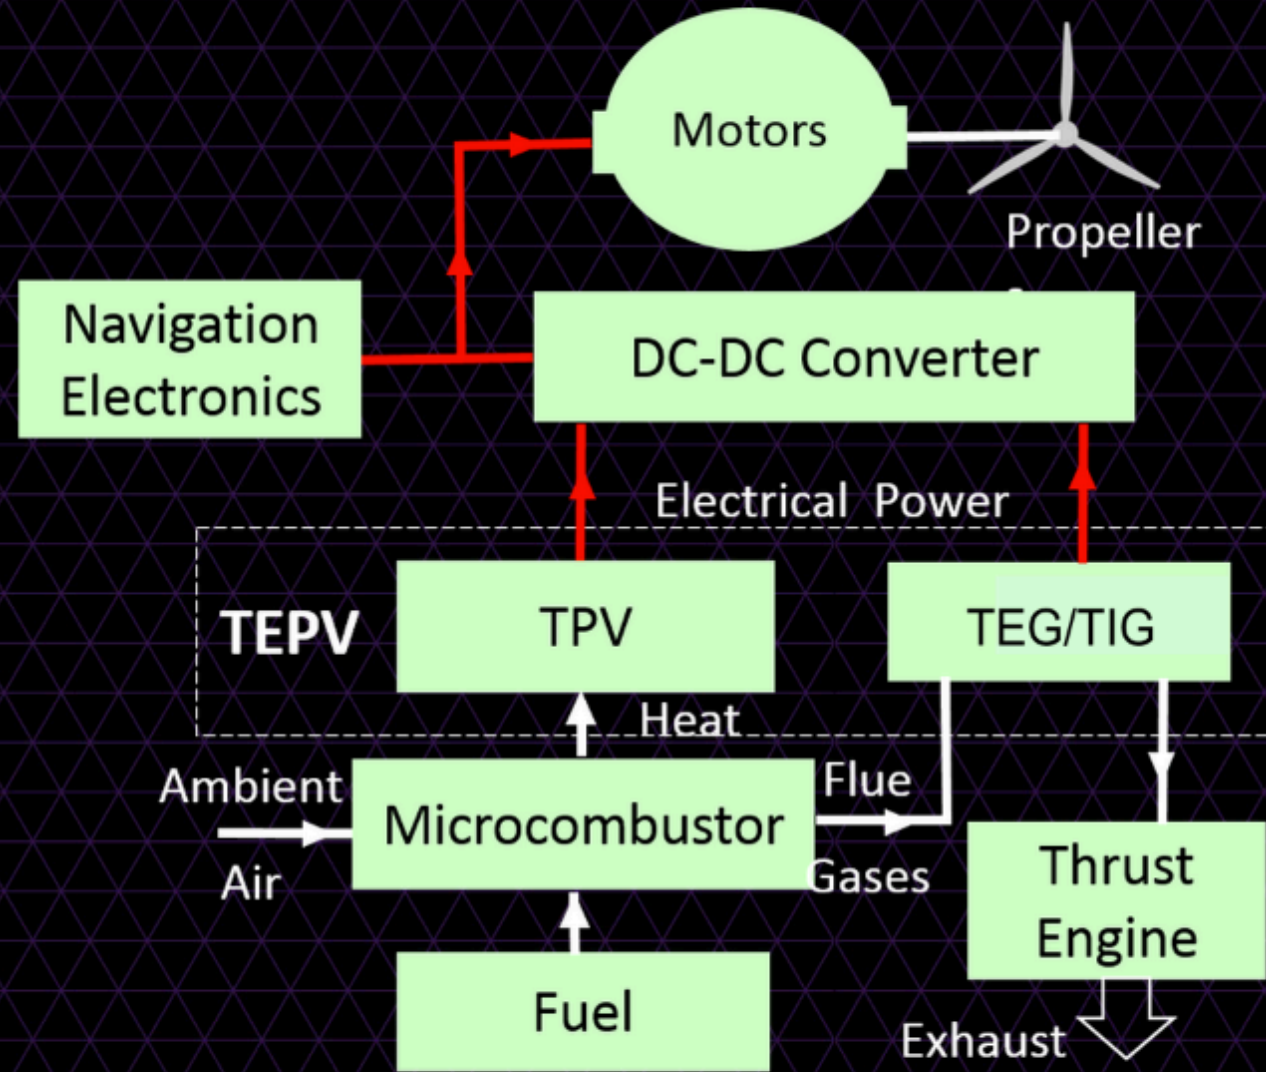 Motors
Propeller
Navigation
Electronics
DC-DC Converter
Electrical Power
TEPV
TPV
TEG/TIG
Heat
Ambient
Air
Microcombustor
Flue
Gases
Thrust
Engine
Fuel
Exhaust